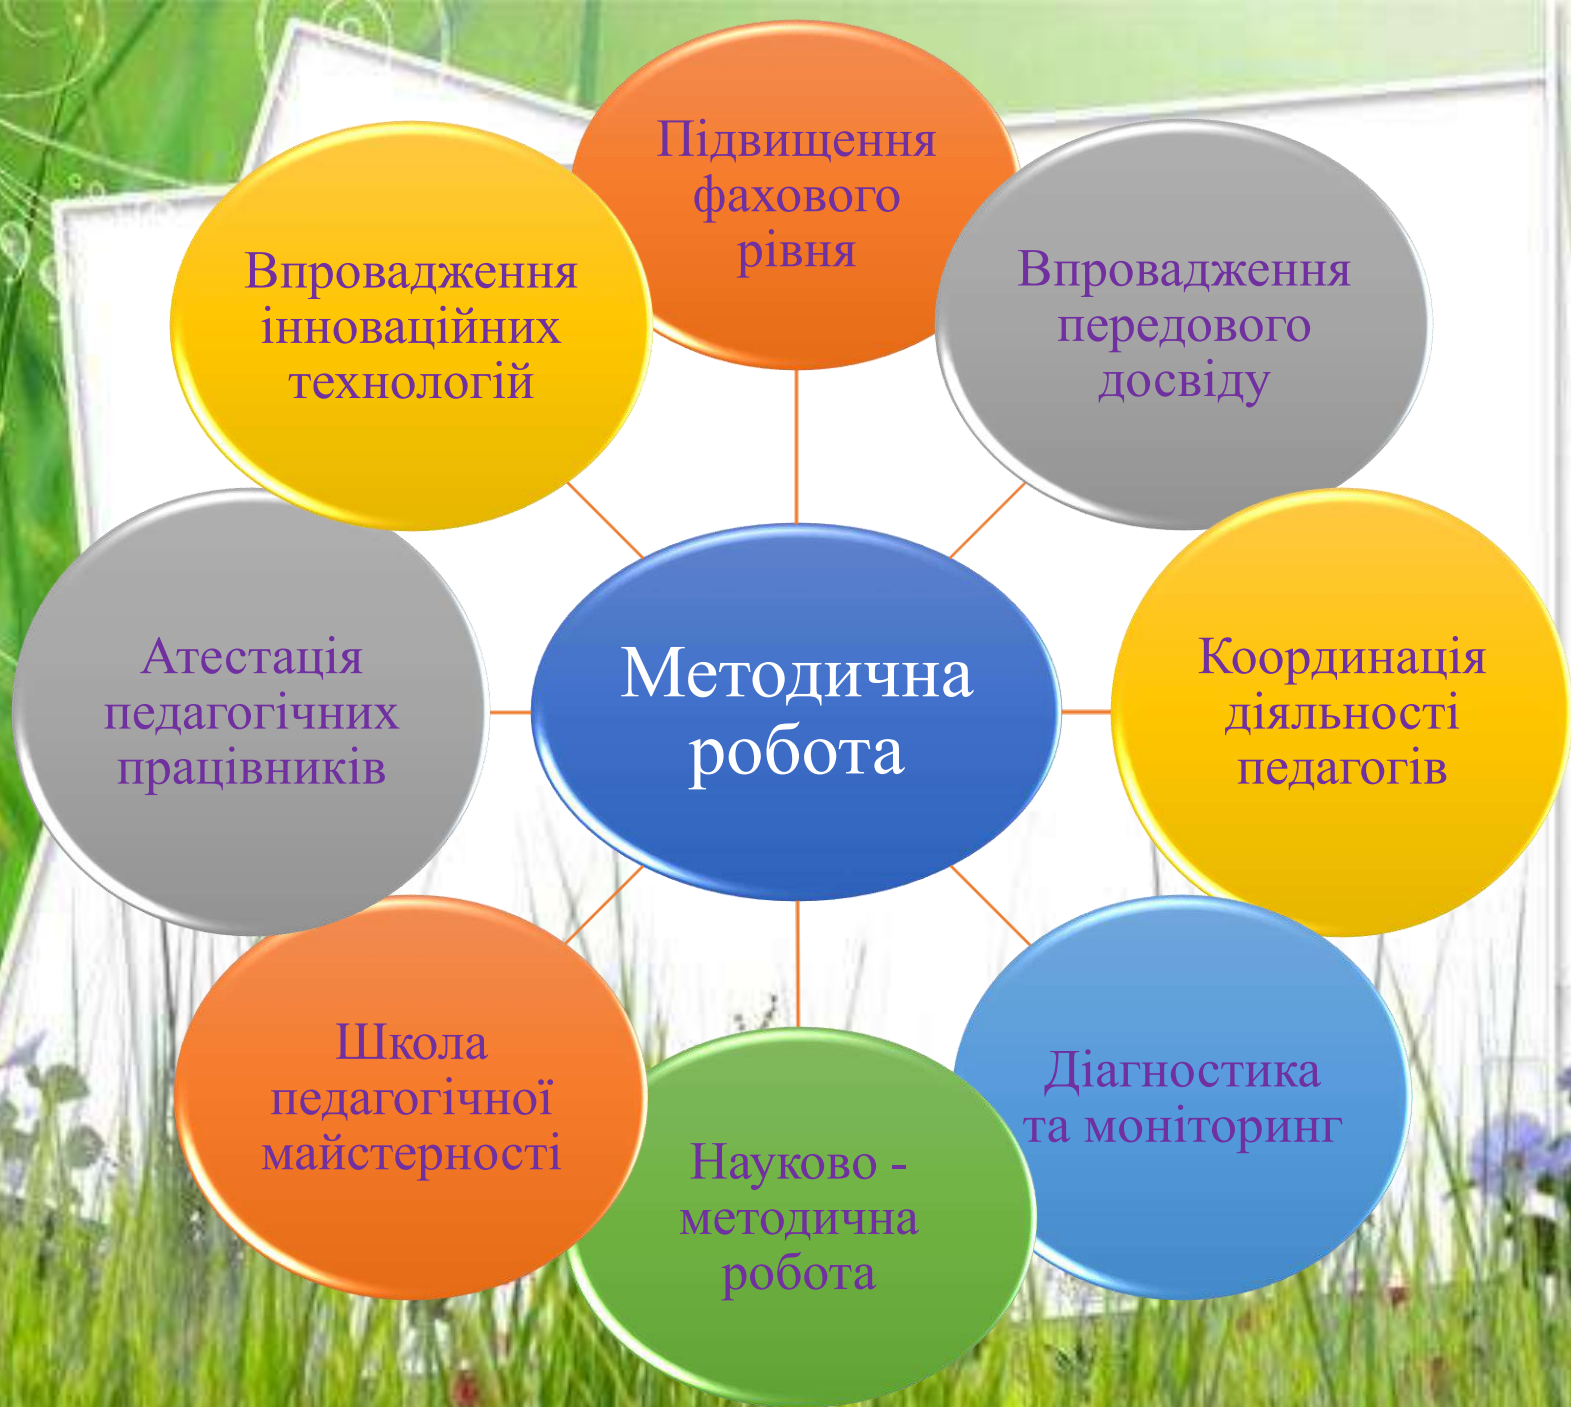 Підвищення
фахового
рівня
Впровадження
передового
досвіду
Координація
діяльності
педагогів
Діагностика
та моніторинг
Науково -
методична
робота
Школа
педагогічної
майстерності
Атестація
педагогічних
працівників
Впровадження
інноваційних
технологій
Методична
робота